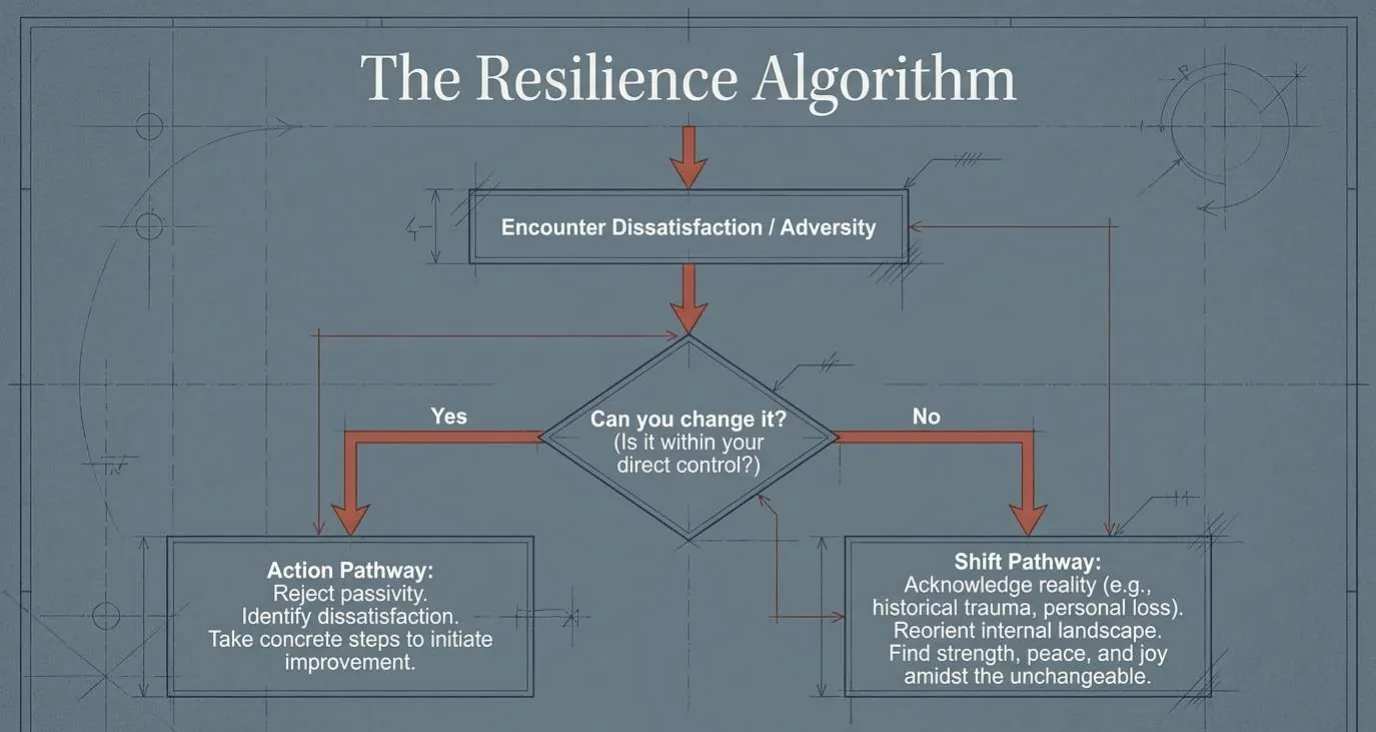 The Resilience Algorithm
Encounter Dissatisfaction / Adversity
Yes
No
Can you change it?
(Is it within your
direct control?)
Action Pathway:
Reject passivity.
Identify dissatisfaction.
Take concrete steps to initiate
improvement.
Shift Pathway:
Acknowledge reality (e.g.,
historical trauma, personal loss).
Reorient internal landscape.
Find strength, peace, and joy
amidst the unchangeable.